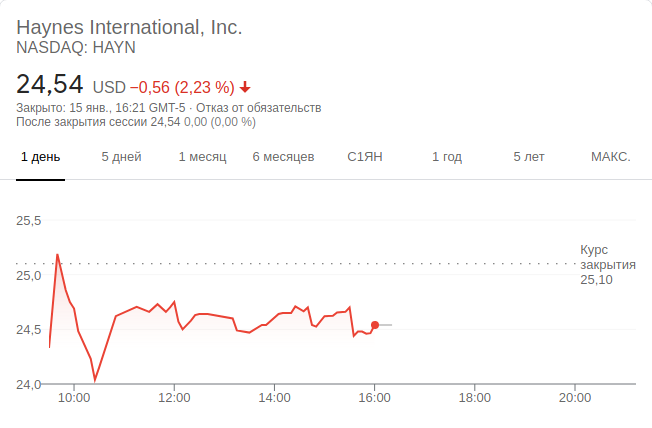 Haynes International, Inc.
NASDAQ: HAYN
24,54 USD −0,56 (2,23 %)
Закрыто: 15 янв., 16:21 GMT-5 · Отказ от обязательств
После закрытия сессии 24,54 0,00 (0,00 %)
1 день 5 дней 1 месяц 6 месяцев С1ЯН 1 год 5 лет МАКС.
25,5
Курс
закрытия
25,10
25,0
24,5
24,0
10:00 12:00 14:00 16:00 18:00 20:00